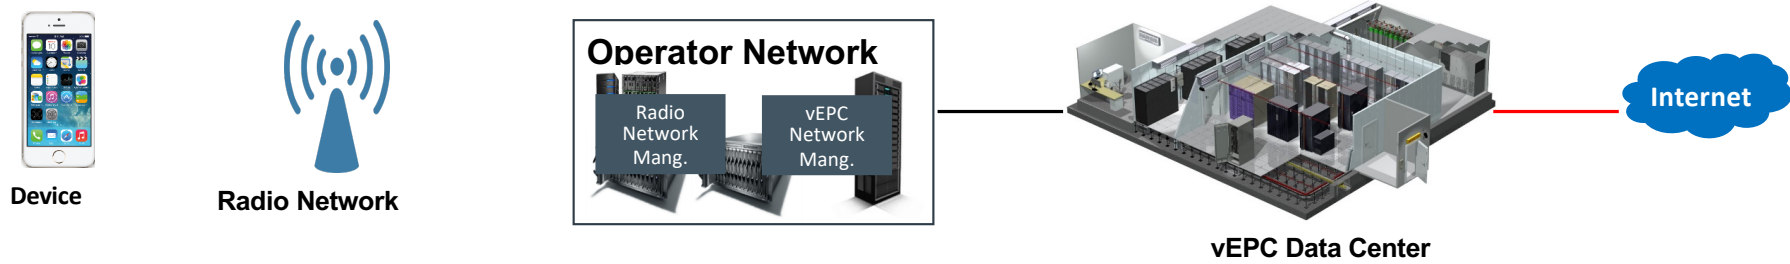 Device
Radio Network
Operator Network
Radio
Network
Mang.
vEPC
Network
Mang.
vEPC Data Center
Internet